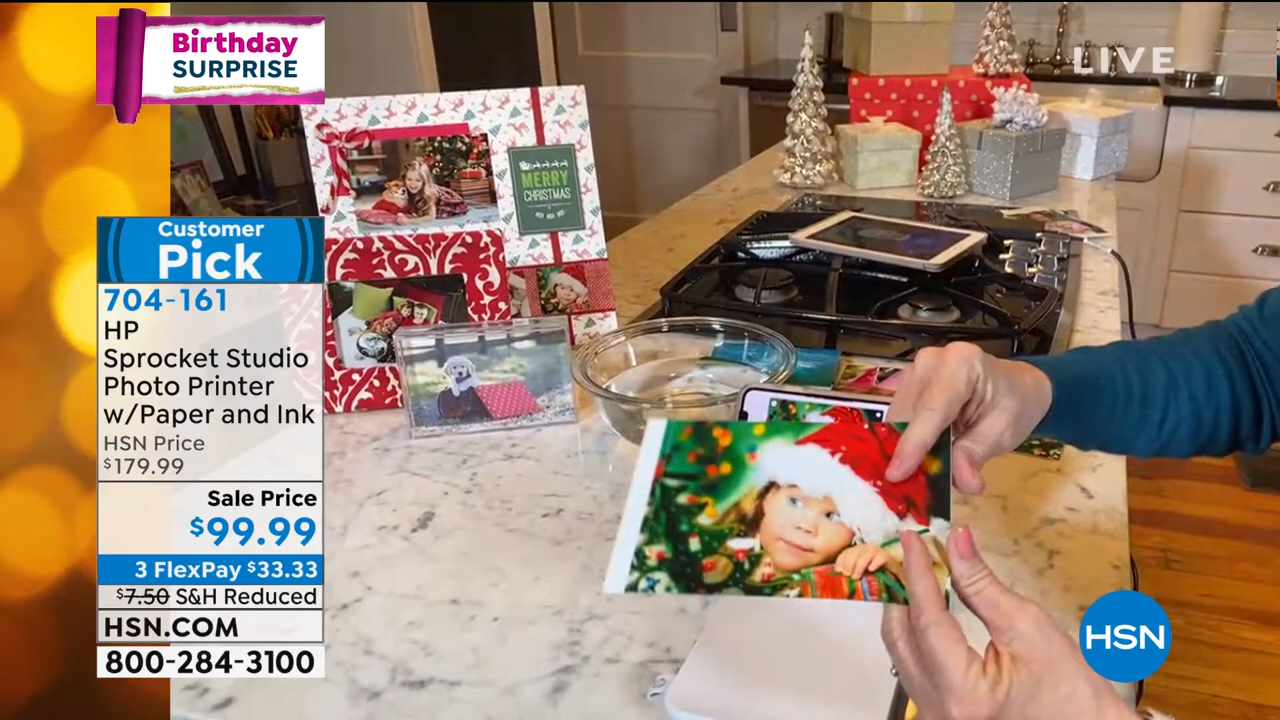 Birthday
SURPRISE
LIVE
MERRY
CHRISTMAS
Customer
Pick
704-161
HP
Sprocket Studio
Photo Printer
w/Paper and Ink
HSN Price
$179.99
Sale Price
$99.99
3 FlexPay $33.33
$7.50 S&H Reduced
HSN.COM
800-284-3100
HSN